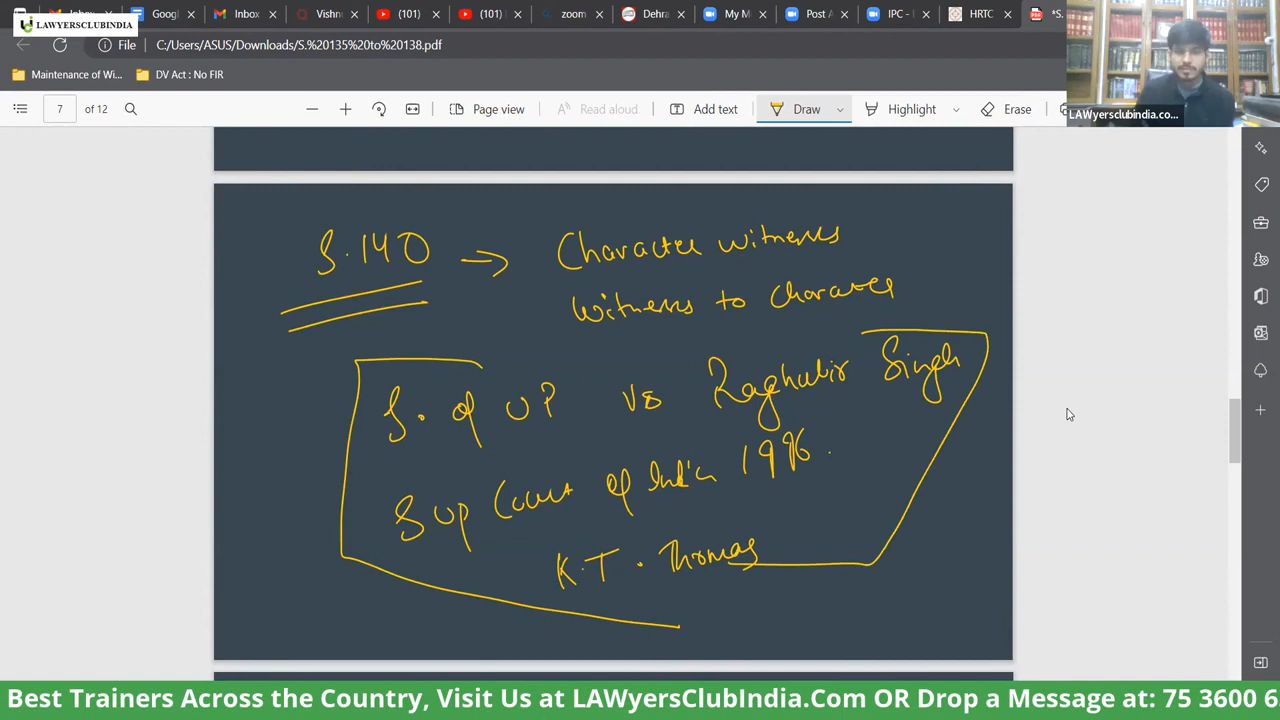 Inbox
Googl
Inbox
Vishn
(101)
(101)
Dehra
My M
Post
IPC -
HRTC
*S.
LAWYERSCLUBINDIA
File C:/Users/ASUS/Downloads/S.%20135%20to%20138.pdf
Maintenance of Wi... DV Act : No FIR
7 of 12 Page view Read aloud Add text Draw Highlight Erase
LAWyersclubindia.co...
S.140 → Character witness
witness to character
S. of UP vs Raghubir Singh
Sup Court of India 1996.
K.T. Thomas
Best Trainers Across the Country, Visit Us at LAWyersClubIndia.Com OR Drop a Message at: 75 3600 6